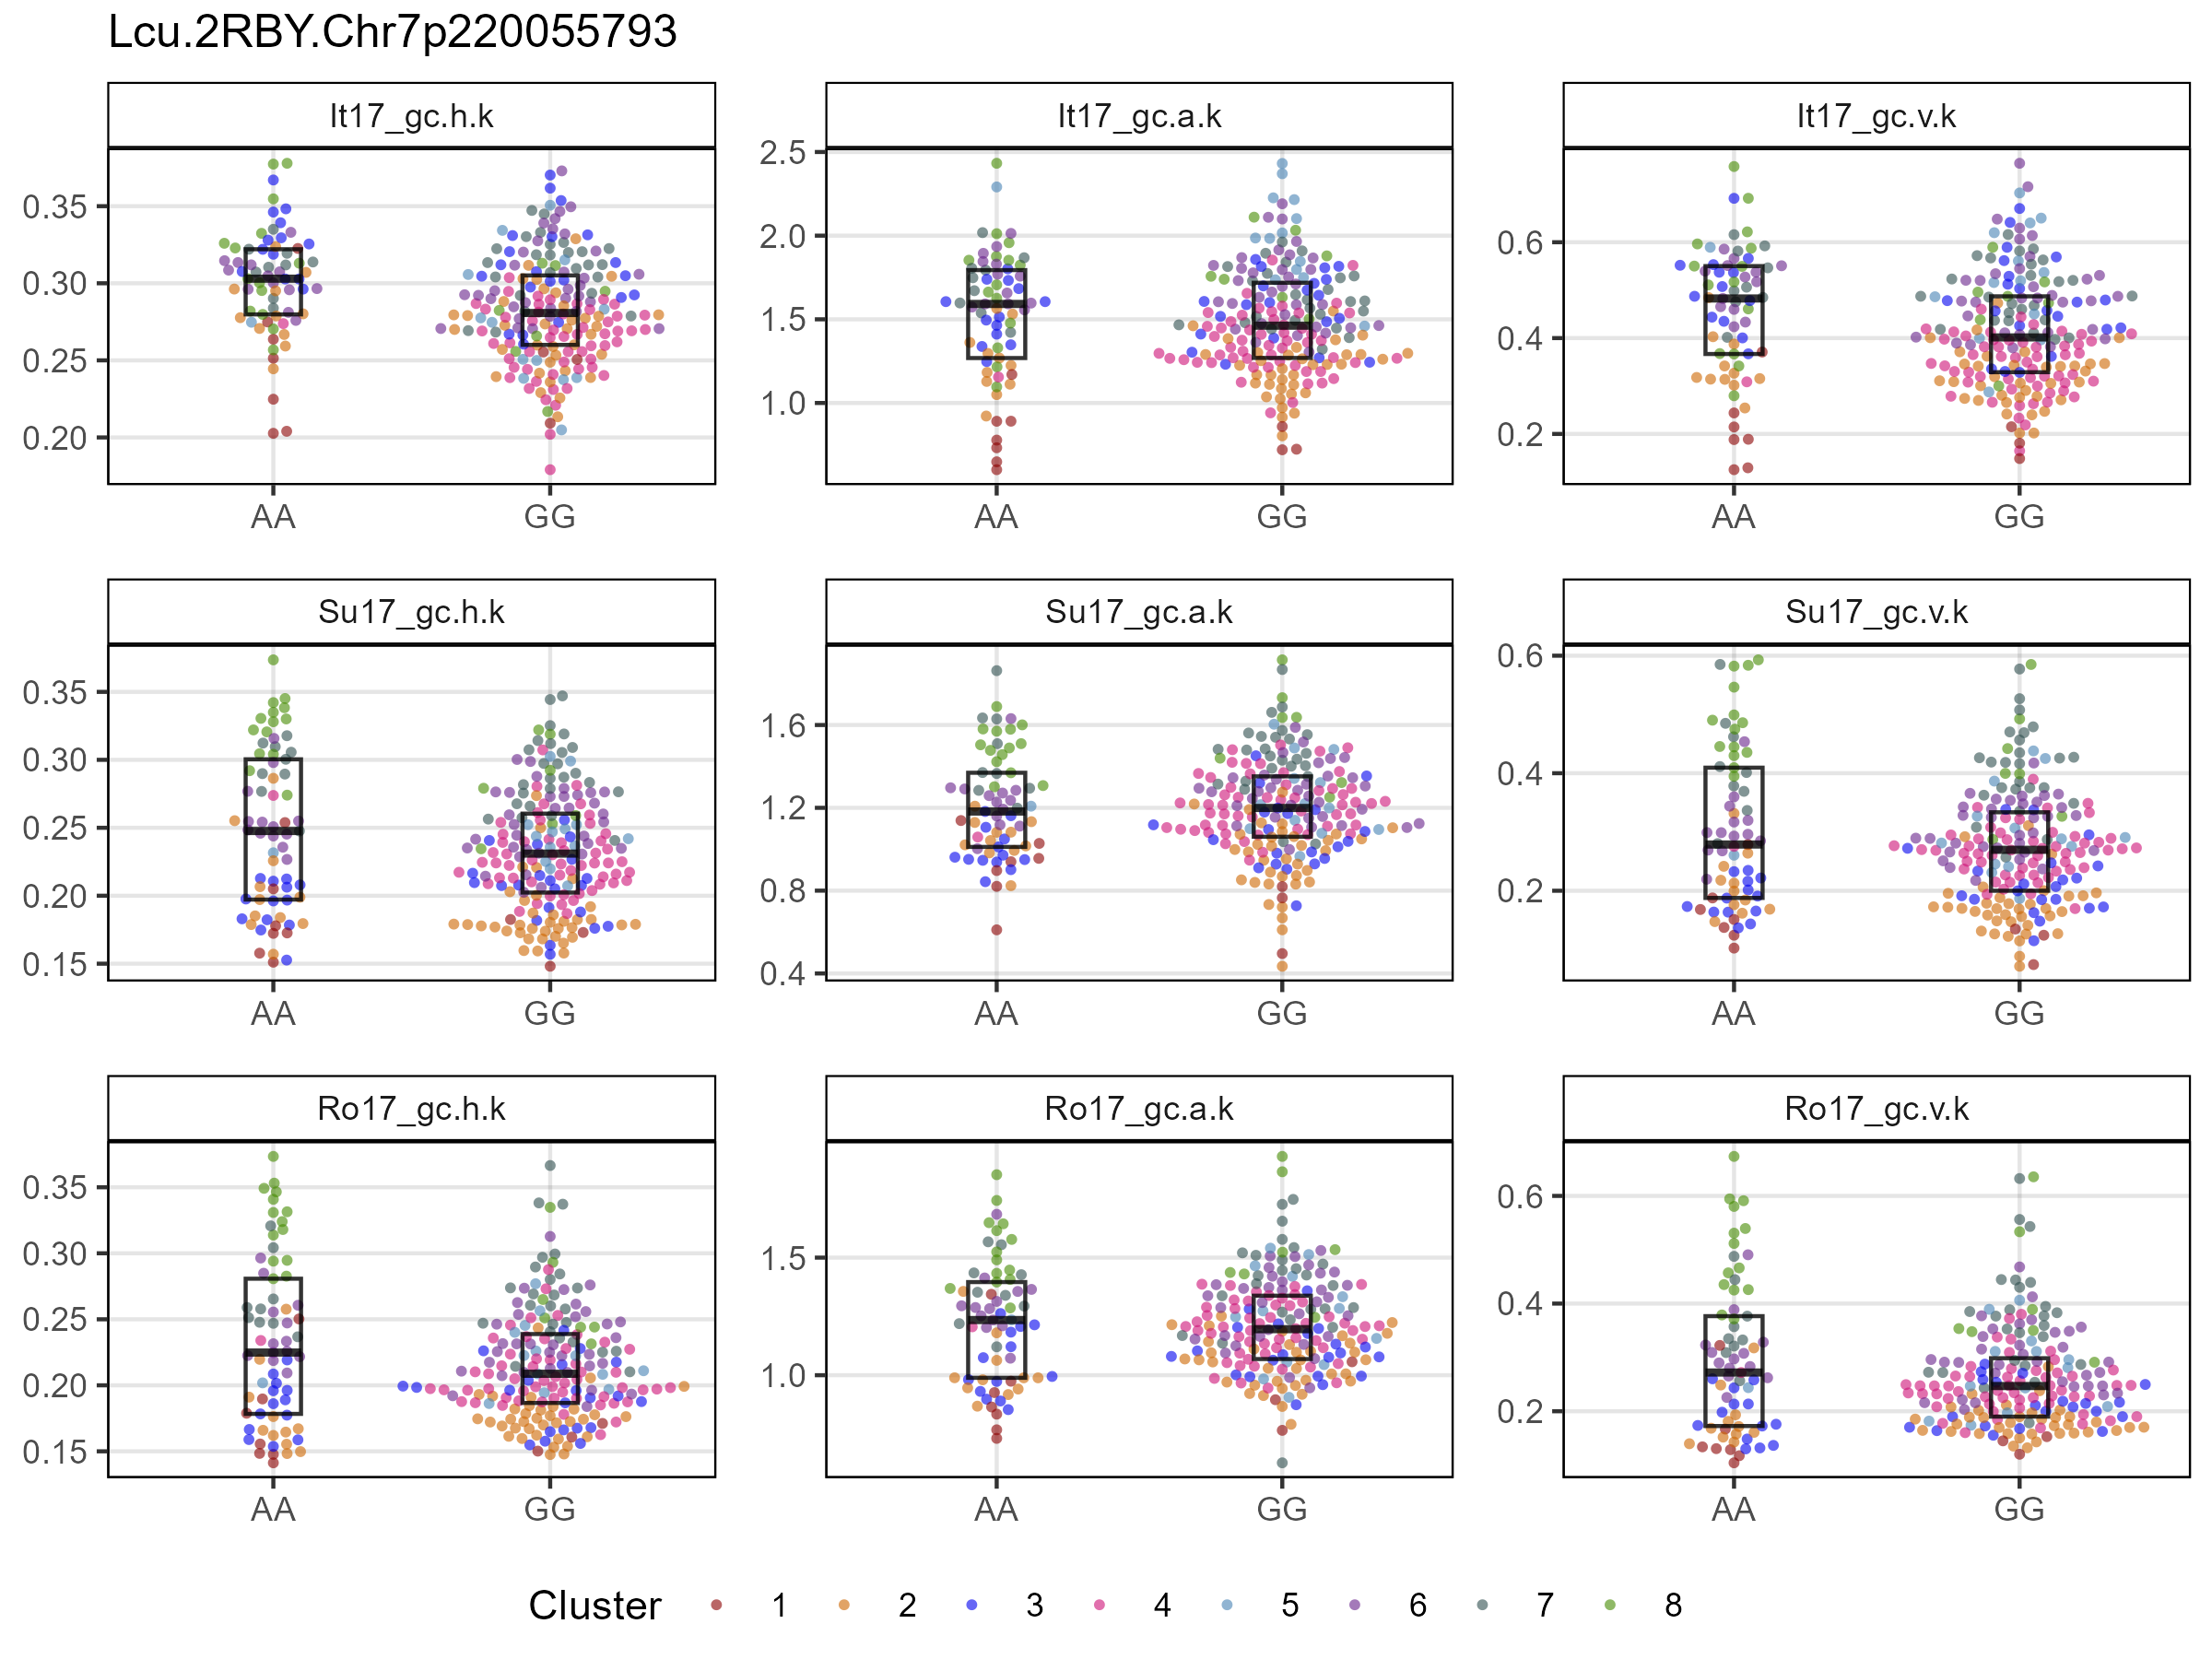 Lcu.2RBY.Chr7p220055793
It17_gc.h.k
It17_gc.a.k
It17_gc.v.k
0.35
0.30
0.25
0.20
AA
GG
2.5
2.0
1.5
1.0
AA
GG
0.6
0.4
0.2
AA
GG
Su17_gc.h.k
Su17_gc.a.k
Su17_gc.v.k
0.35
0.30
0.25
0.20
0.15
AA
GG
1.6
1.2
0.8
0.4
AA
GG
0.6
0.4
0.2
AA
GG
Ro17_gc.h.k
Ro17_gc.a.k
Ro17_gc.v.k
0.35
0.30
0.25
0.20
0.15
AA
GG
1.5
1.0
AA
GG
0.6
0.4
0.2
AA
GG
Cluster 1 2 3 4 5 6 7 8